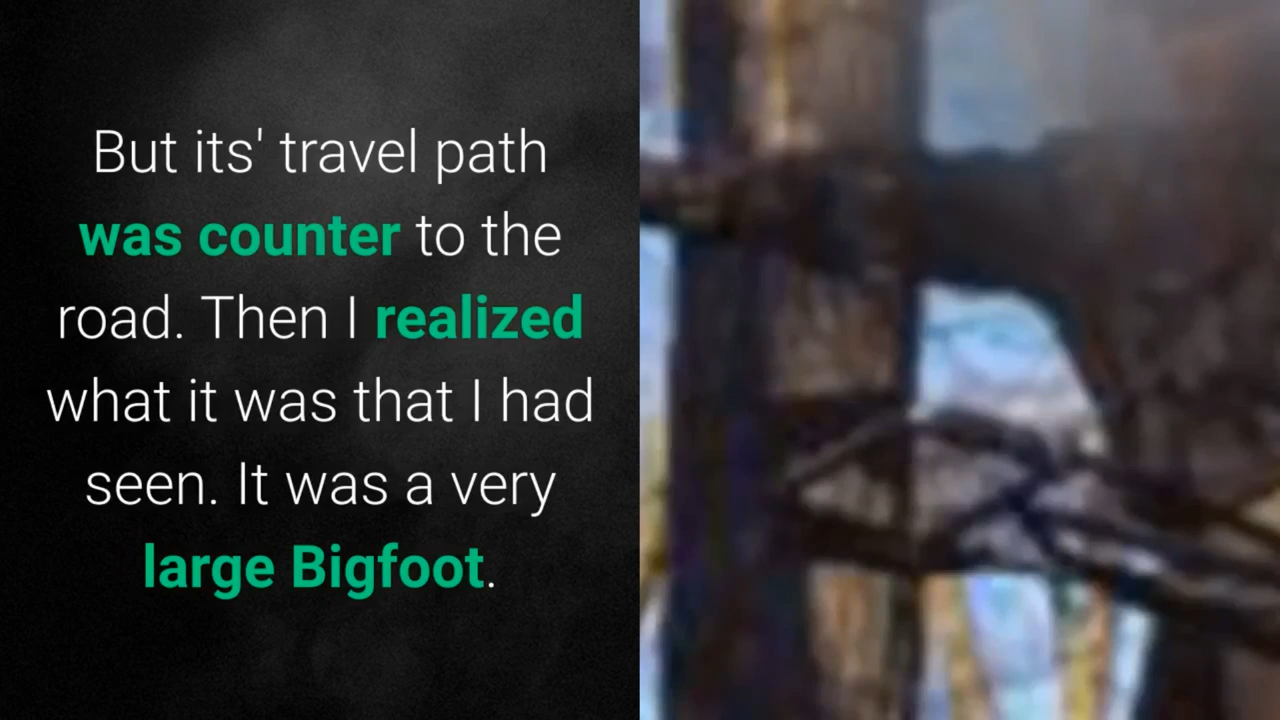 But its' travel path
was counter to the
road. Then I realized
what it was that I had
seen. It was a very
large Bigfoot.